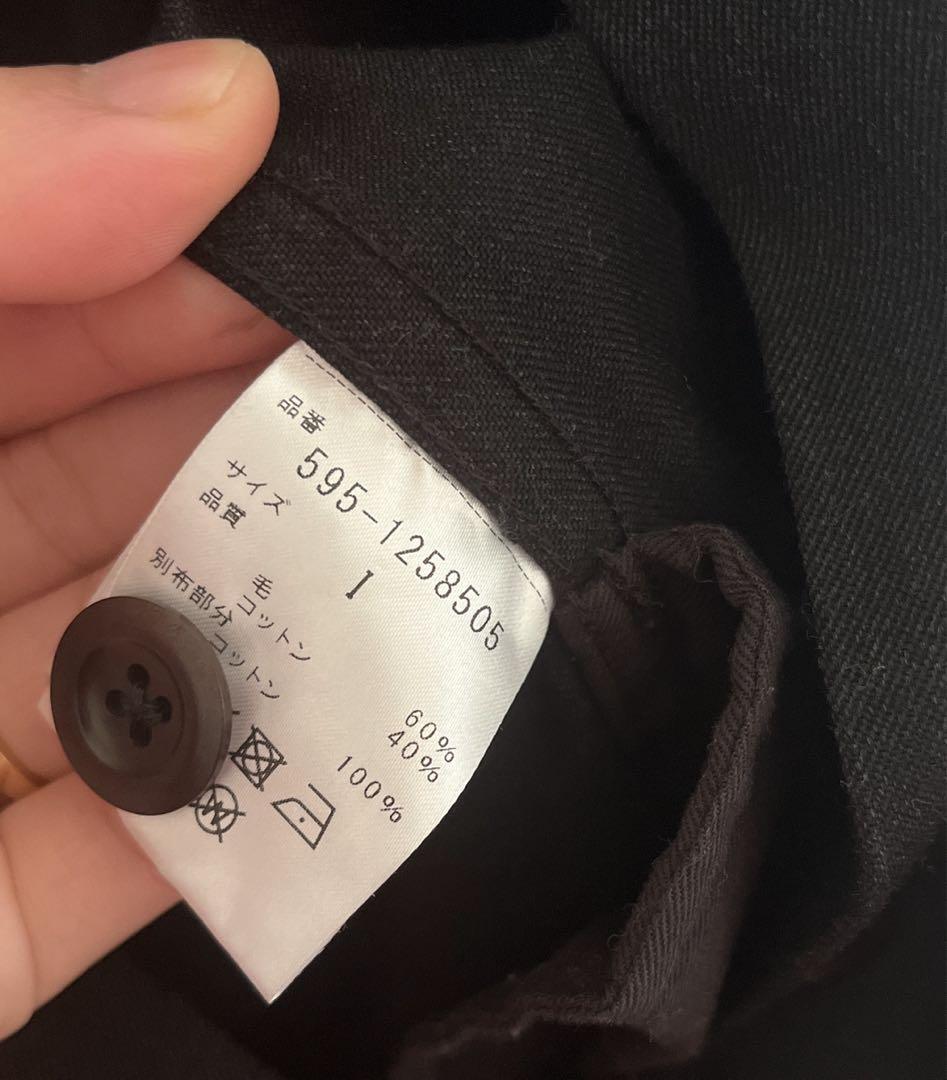 品番 595-1258505
サイズ I
品質
毛 60%
コットン 40%
別布部分
コットン 100%